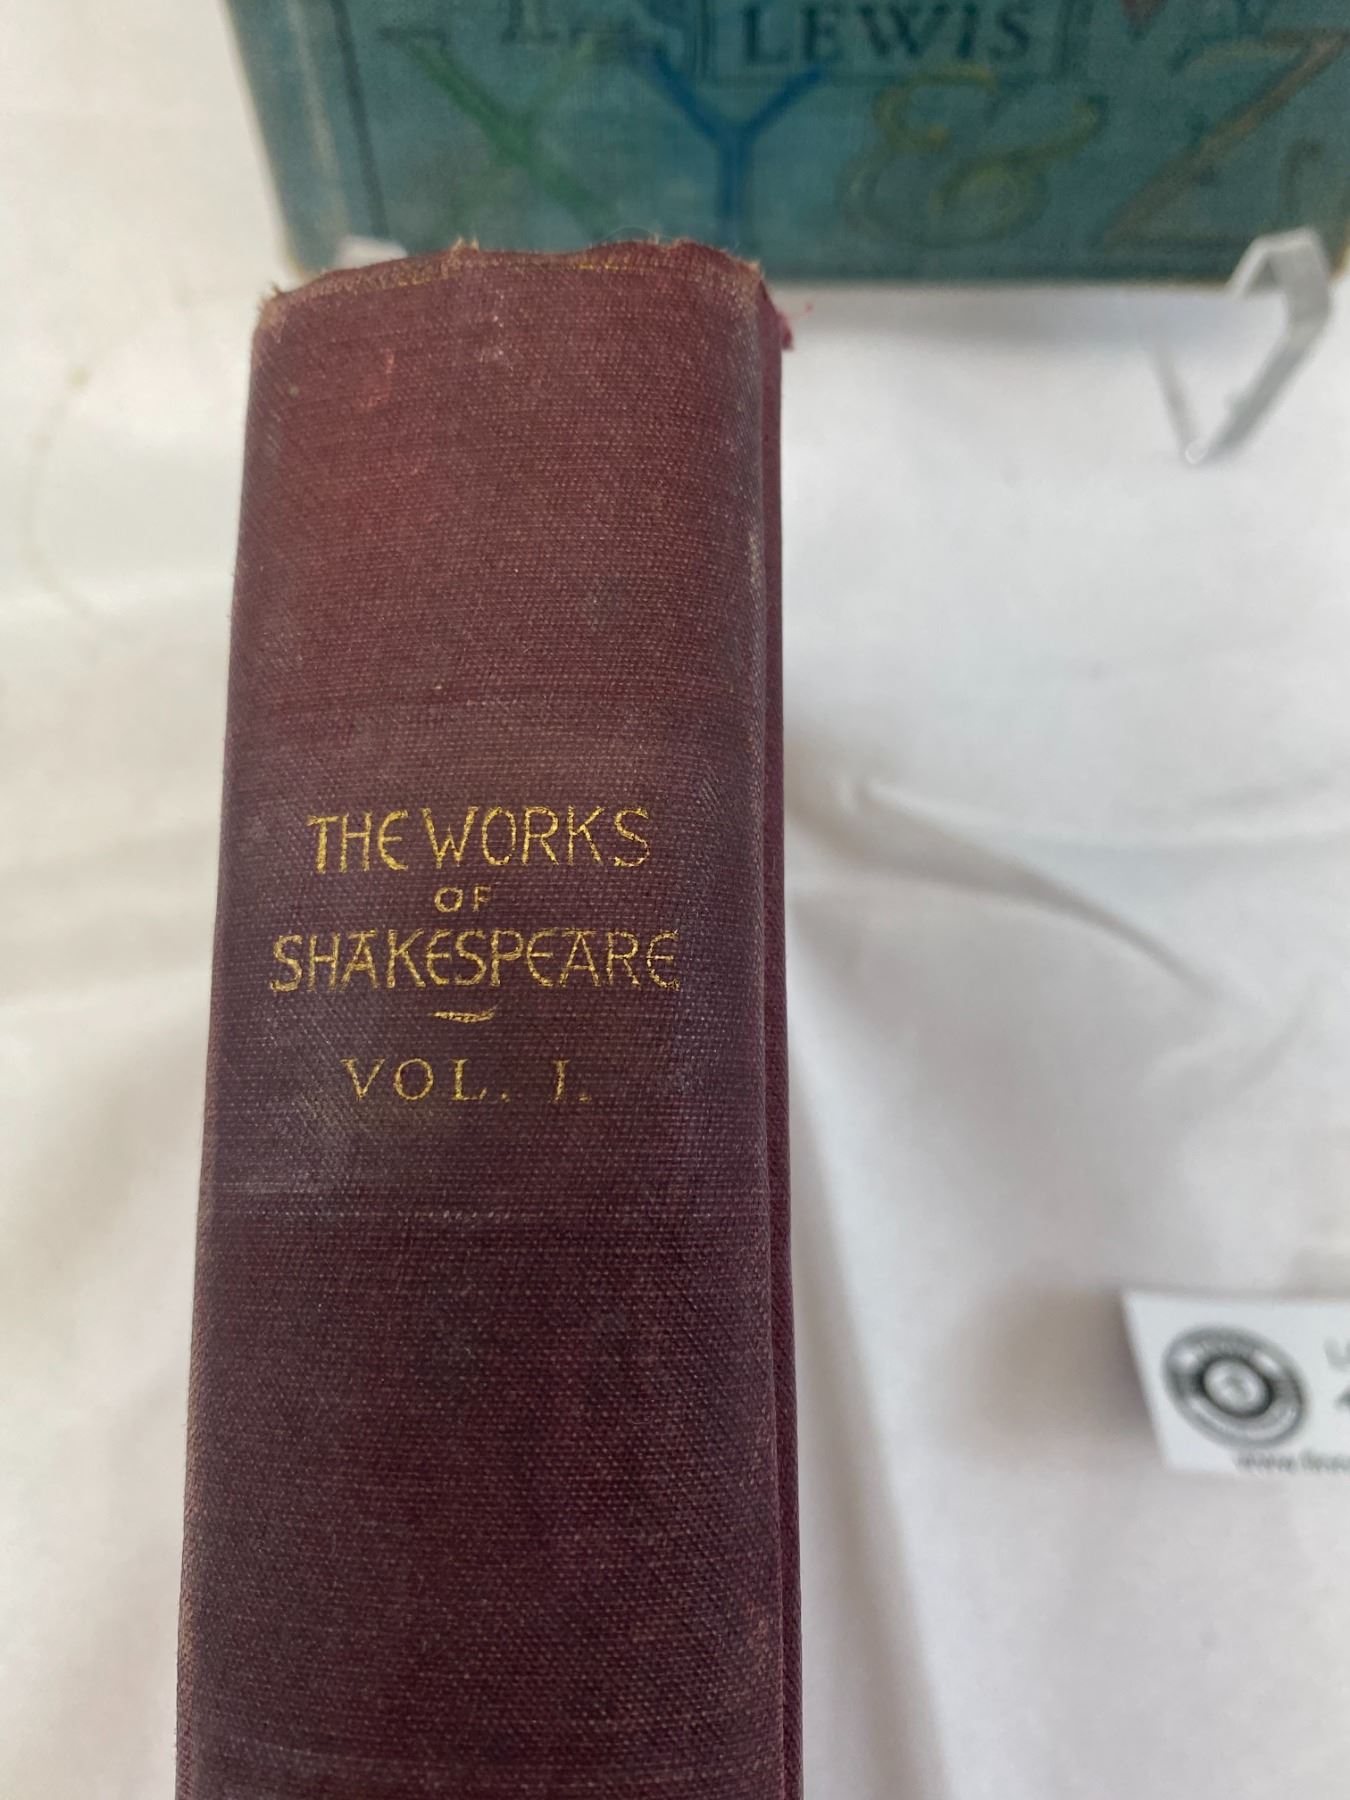 LEWIS
X Y & Z
THE WORKS
OF
SHAKESPEARE
VOL. I.